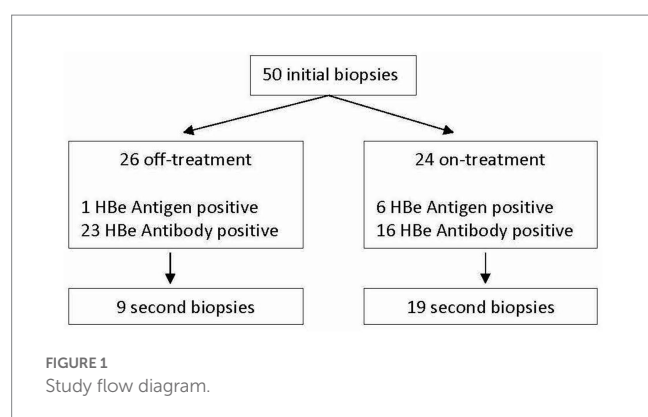 50 initial biopsies
26 off-treatment
1 HBe Antigen positive
23 HBe Antibody positive
24 on-treatment
6 HBe Antigen positive
16 HBe Antibody positive
9 second biopsies
19 second biopsies
FIGURE 1
Study flow diagram.